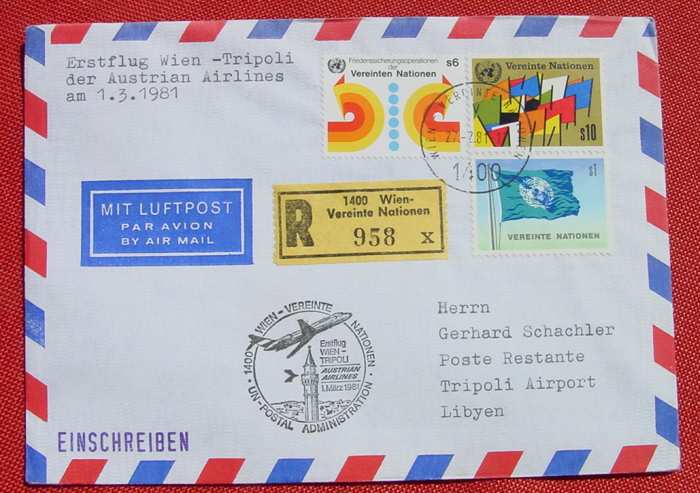 Erstflug Wien -Tripoli
der Austrian Airlines
am 1.3.1981
Friedenssicherungsoperationen
der
Vereinten Nationen
s6
Vereinte Nationen
s10
s1
VEREINTE NATIONEN
WIEN VEREINTE
1400
MIT LUFTPOST
PAR AVION
BY AIR MAIL
R
1400 Wien-
Vereinte Nationen
958 x
1400 WIEN-VEREINTE NATIONEN
Erstflug
WIEN-
TRIPOLI
AUSTRIAN
AIRLINES
1.März 1981
UN-POSTAL ADMINISTRATION
Herrn
Gerhard Schachler
Poste Restante
Tripoli Airport
Libyen
EINSCHREIBEN